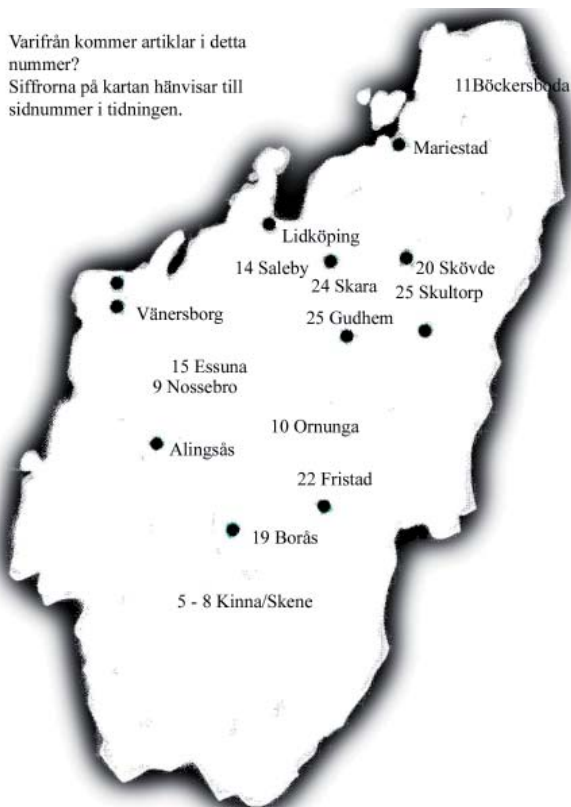 Varifrån kommer artiklar i detta
nummer?
Siffrorna på kartan hänvisar till
sidnummer i tidningen.
11Böckersboda
Mariestad
Lidköping
14 Saleby
20 Skövde
24 Skara
25 Skultorp
Vänersborg
25 Gudhem
15 Essuna
9 Nossebro
10 Ornunga
Alingsås
22 Fristad
19 Borås
5 - 8 Kinna/Skene